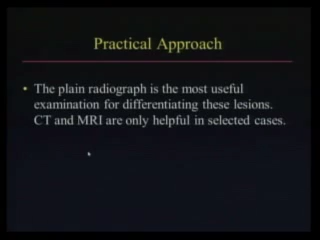 Practical Approach
• The plain radiograph is the most useful
examination for differentiating these lesions.
CT and MRI are only helpful in selected cases.